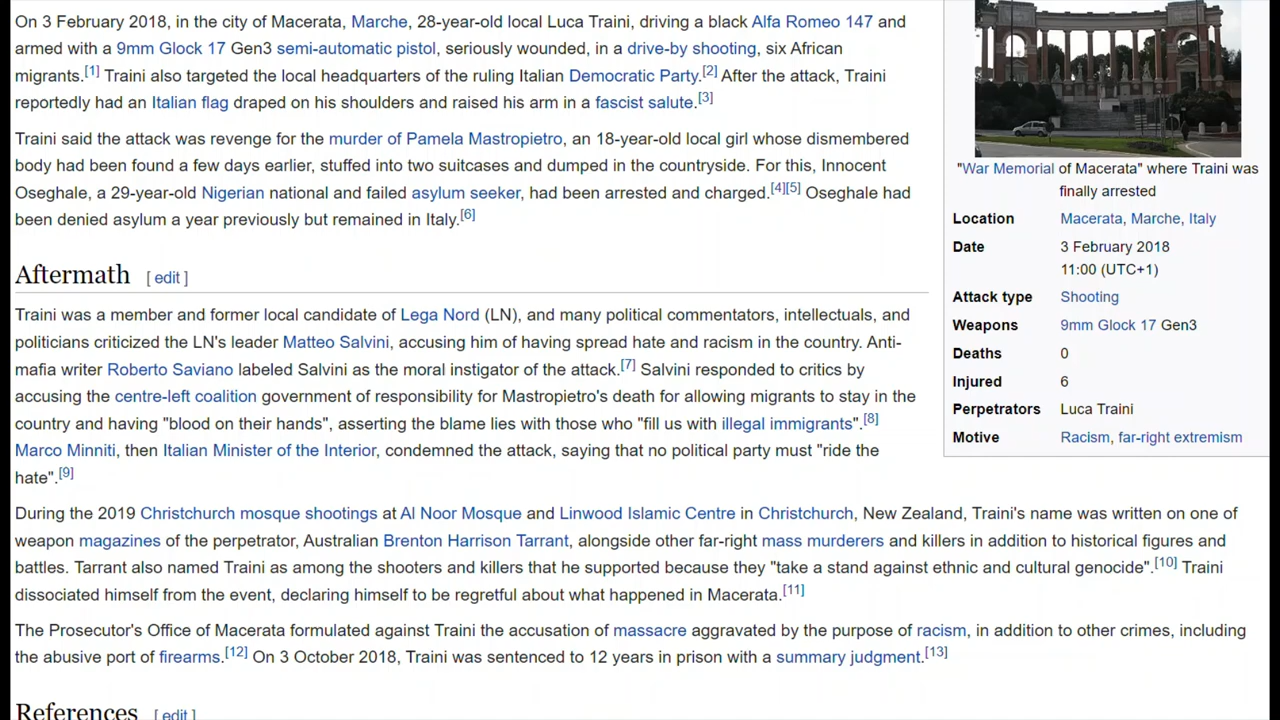 On 3 February 2018, in the city of Macerata, Marche, 28-year-old local Luca Traini, driving a black Alfa Romeo 147 and
armed with a 9mm Glock 17 Gen3 semi-automatic pistol, seriously wounded, in a drive-by shooting, six African
migrants.[1] Traini also targeted the local headquarters of the ruling Italian Democratic Party.[2] After the attack, Traini
reportedly had an Italian flag draped on his shoulders and raised his arm in a fascist salute.[3]
Traini said the attack was revenge for the murder of Pamela Mastropietro, an 18-year-old local girl whose dismembered
body had been found a few days earlier, stuffed into two suitcases and dumped in the countryside. For this, Innocent
Oseghale, a 29-year-old Nigerian national and failed asylum seeker, had been arrested and charged.[4][5] Oseghale had
been denied asylum a year previously but remained in Italy.[6]
"War Memorial of Macerata" where Traini was
finally arrested
Location Macerata, Marche, Italy
Date 3 February 2018
11:00 (UTC+1)
Attack type Shooting
Weapons 9mm Glock 17 Gen3
Deaths 0
Injured 6
Perpetrators Luca Traini
Motive Racism, far-right extremism
Aftermath [ edit ]
Traini was a member and former local candidate of Lega Nord (LN), and many political commentators, intellectuals, and
politicians criticized the LN's leader Matteo Salvini, accusing him of having spread hate and racism in the country. Anti-
mafia writer Roberto Saviano labeled Salvini as the moral instigator of the attack.[7] Salvini responded to critics by
accusing the centre-left coalition government of responsibility for Mastropietro's death for allowing migrants to stay in the
country and having "blood on their hands", asserting the blame lies with those who "fill us with illegal immigrants".[8]
Marco Minniti, then Italian Minister of the Interior, condemned the attack, saying that no political party must "ride the
hate".[9]
During the 2019 Christchurch mosque shootings at Al Noor Mosque and Linwood Islamic Centre in Christchurch, New Zealand, Traini's name was written on one of
weapon magazines of the perpetrator, Australian Brenton Harrison Tarrant, alongside other far-right mass murderers and killers in addition to historical figures and
battles. Tarrant also named Traini as among the shooters and killers that he supported because they "take a stand against ethnic and cultural genocide".[10] Traini
dissociated himself from the event, declaring himself to be regretful about what happened in Macerata.[11]
The Prosecutor's Office of Macerata formulated against Traini the accusation of massacre aggravated by the purpose of racism, in addition to other crimes, including
the abusive port of firearms.[12] On 3 October 2018, Traini was sentenced to 12 years in prison with a summary judgment.[13]
References [ edit ]